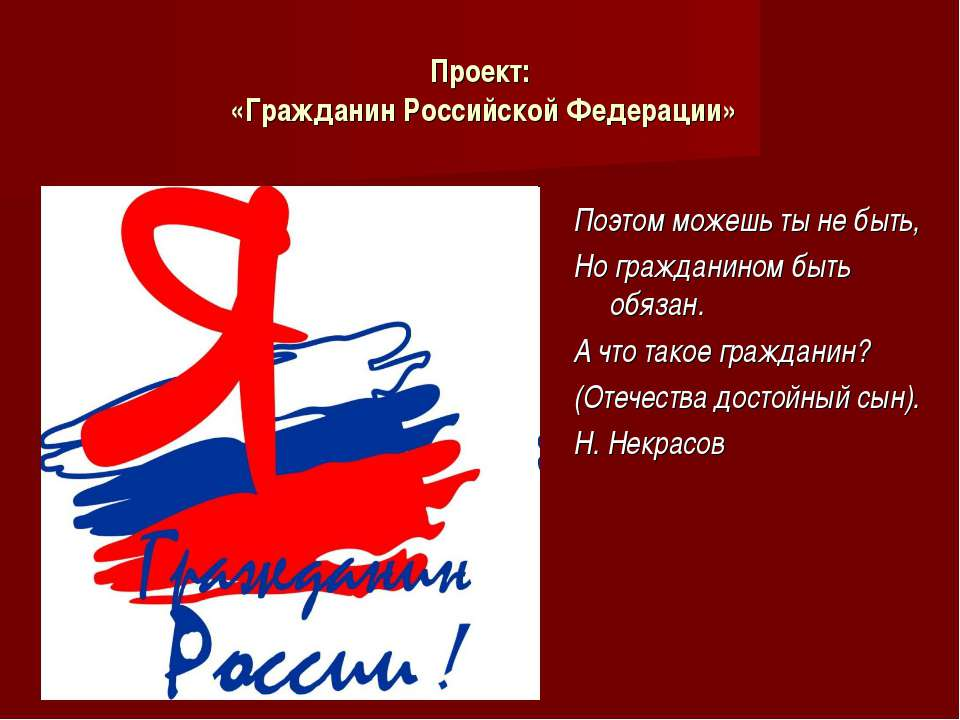 Проект:
«Гражданин Российской Федерации»
Я
Гражданин
России!
Поэтом можешь ты не быть,
Но гражданином быть
обязан.
А что такое гражданин?
(Отечества достойный сын).
Н. Некрасов